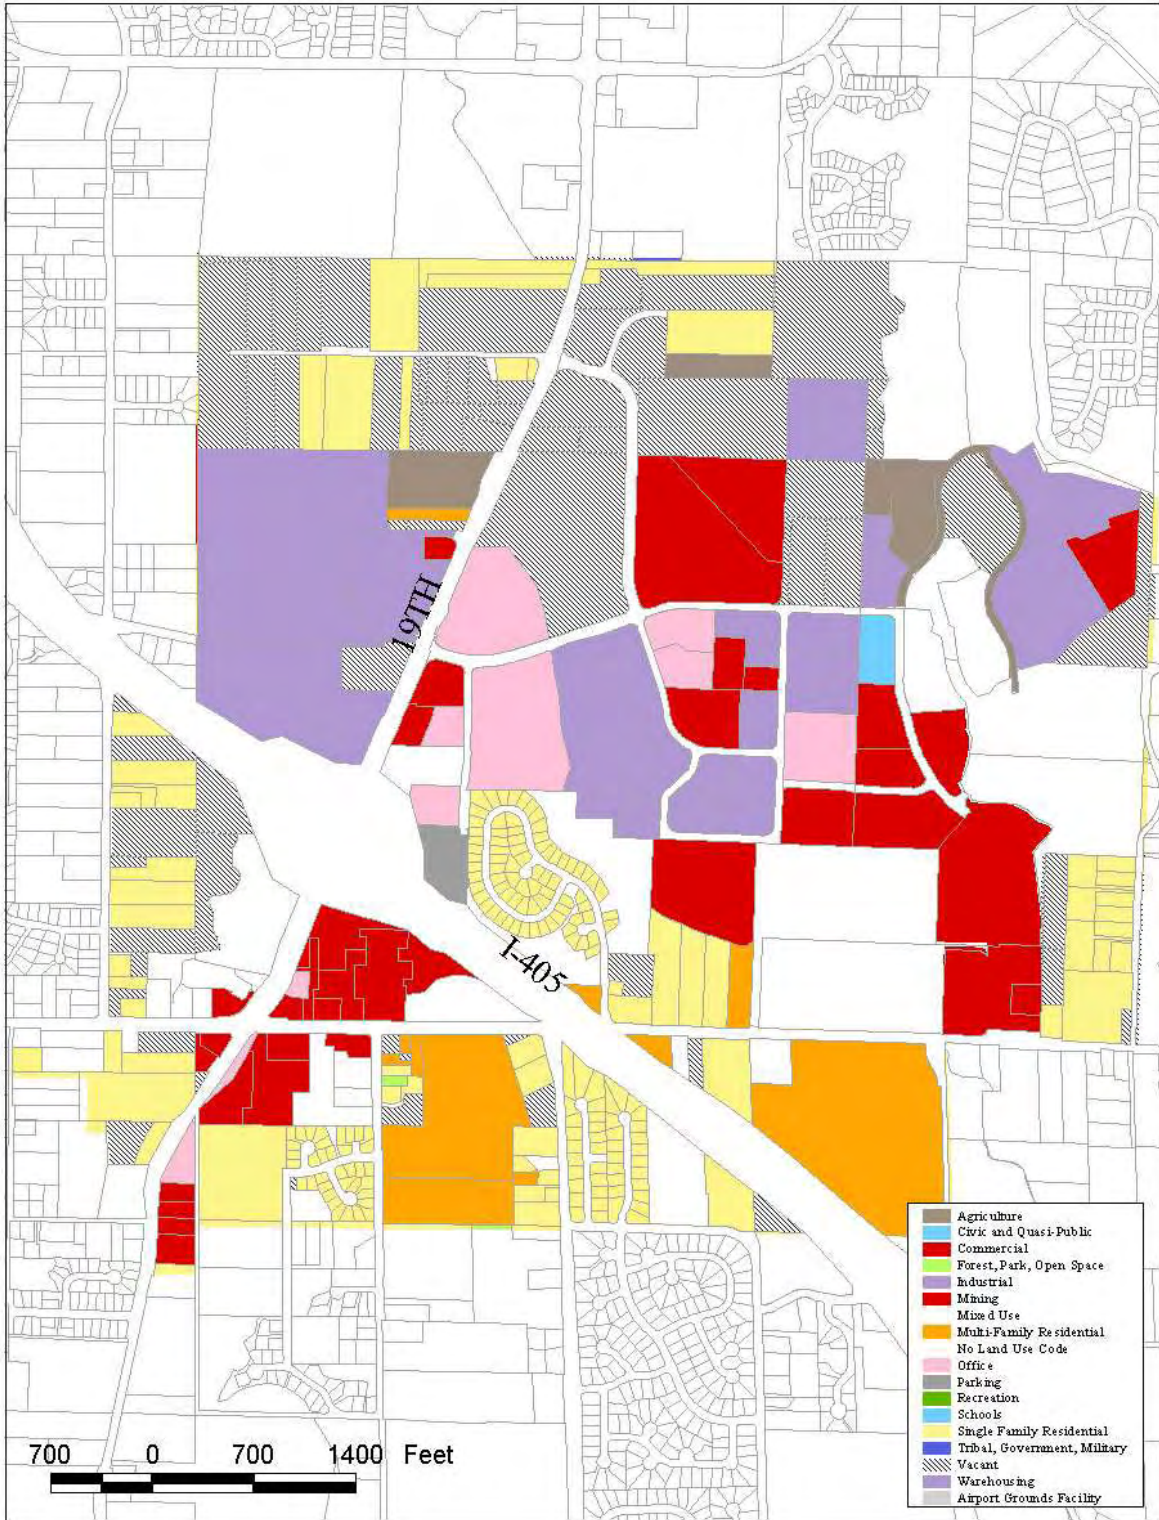 19TH
I-405
Agriculture
Civic and Quasi-Public
Commercial
Forest, Park, Open Space
Industrial
Mining
Mixed Use
Multi-Family Residential
No Land Use Code
Office
Parking
Recreation
Schools
Single Family Residential
Tribal, Government, Military
Vacant
Warehousing
Airport Grounds Facility
700 0 700 1400 Feet